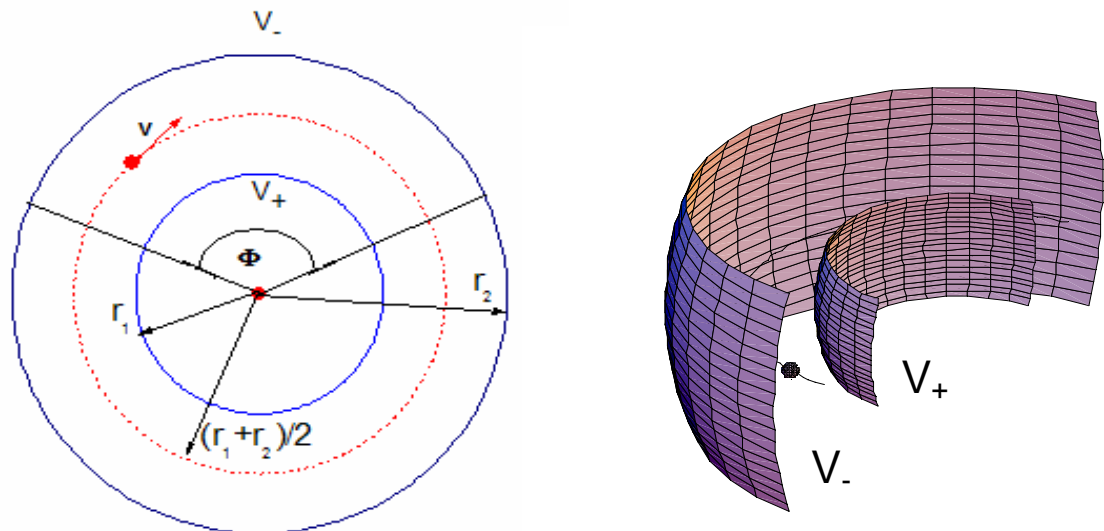 V₋
v
V₊
Φ
r₂
r₁
(r₁+r₂)/2
V₊
V₋